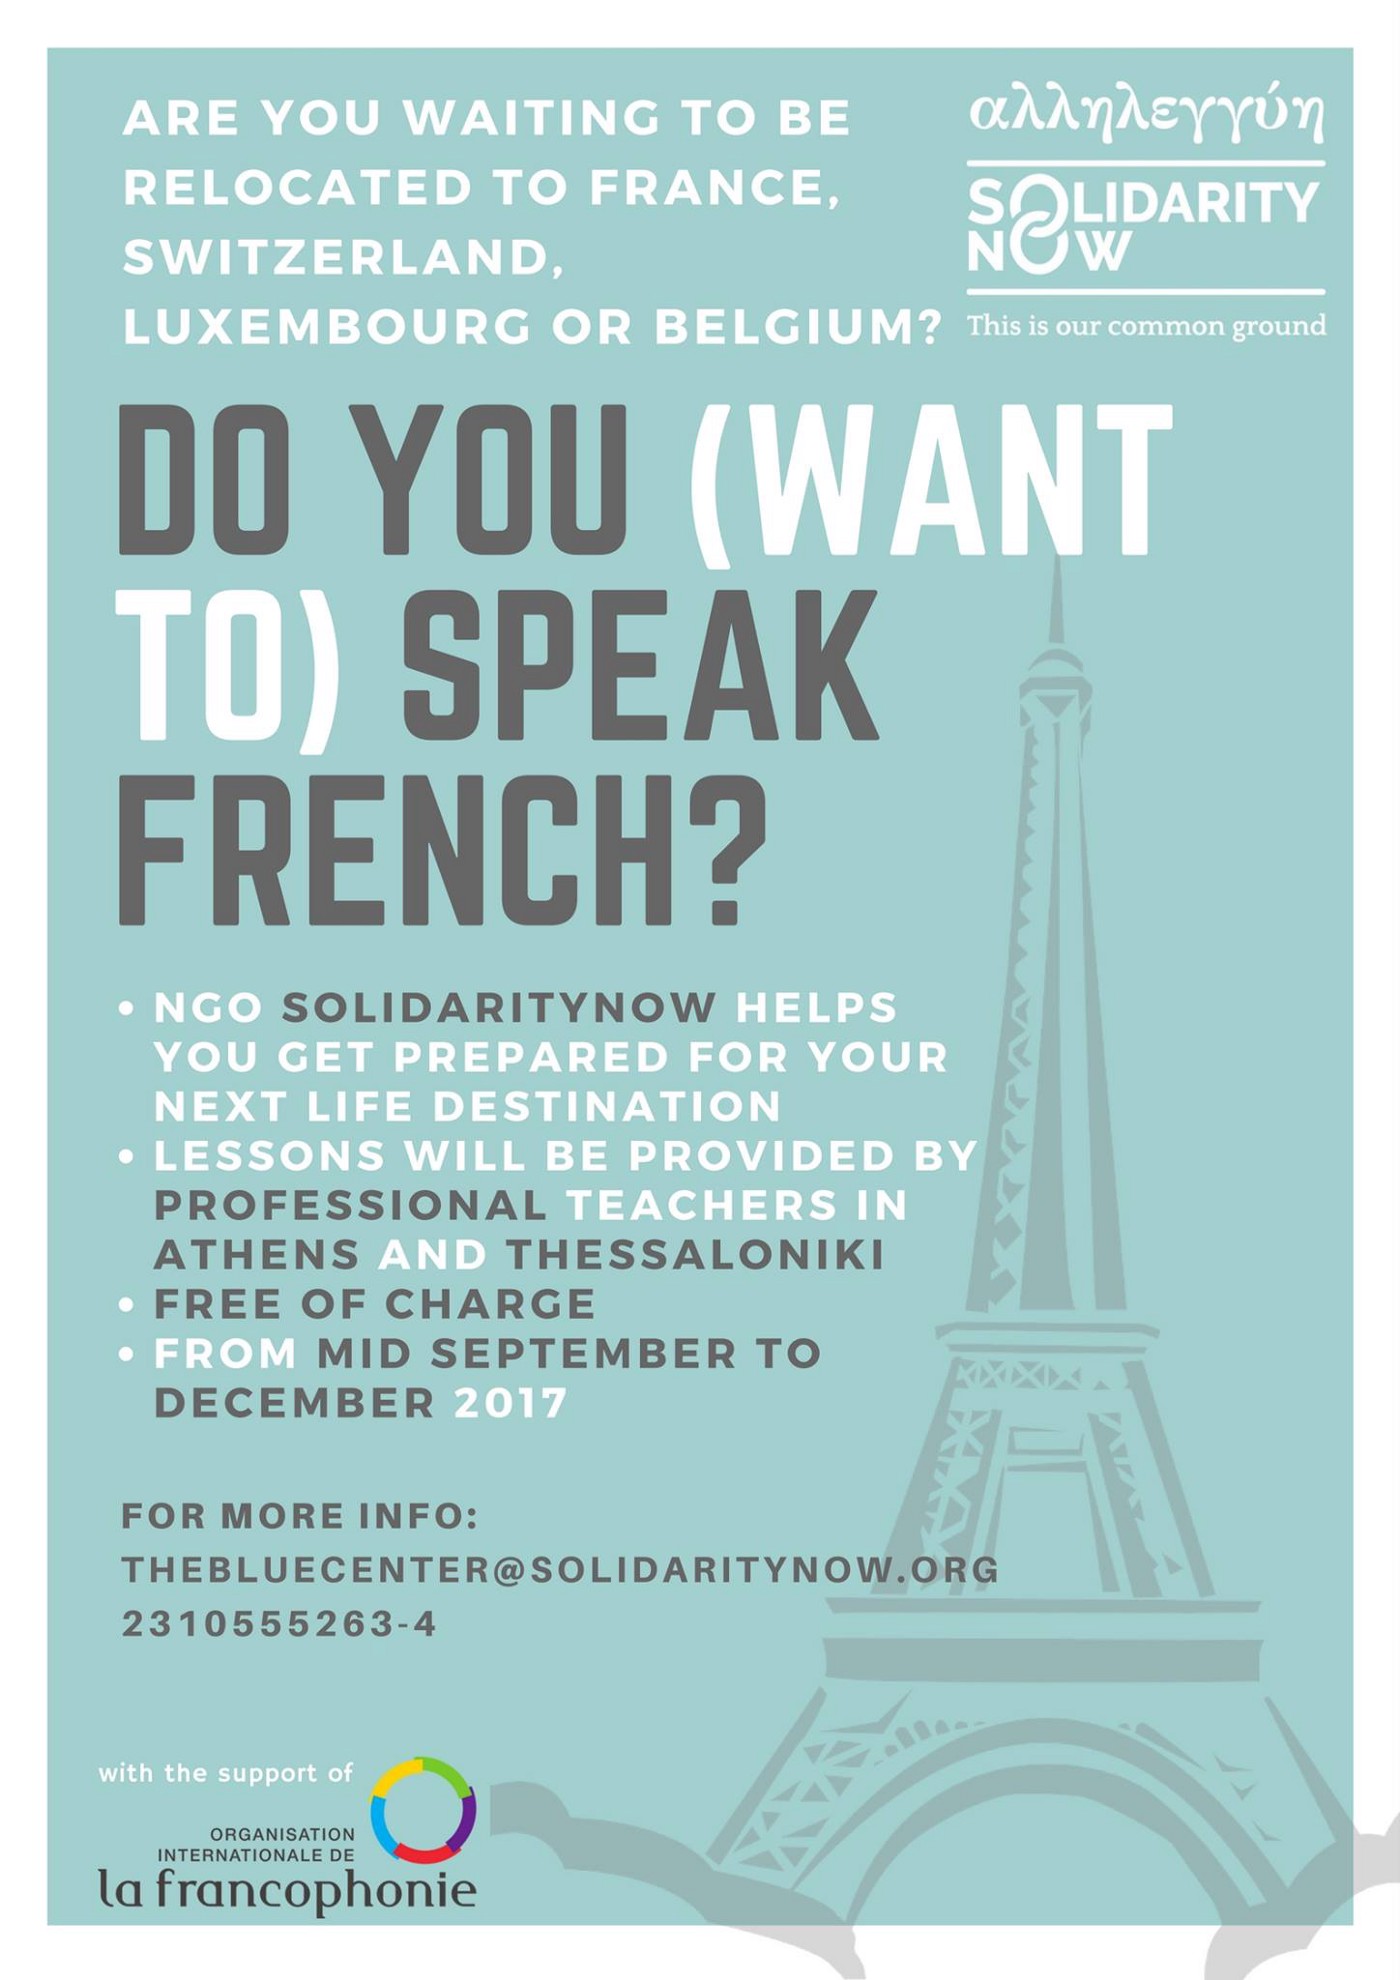 ARE YOU WAITING TO BE
RELOCATED TO FRANCE,
SWITZERLAND,
LUXEMBOURG OR BELGIUM?
αλληλεγγύη
SOLIDARITY
NOW
This is our common ground
DO YOU (WANT
TO) SPEAK
FRENCH?
• NGO SOLIDARITYNOW HELPS
YOU GET PREPARED FOR YOUR
NEXT LIFE DESTINATION
• LESSONS WILL BE PROVIDED BY
PROFESSIONAL TEACHERS IN
ATHENS AND THESSALONIKI
• FREE OF CHARGE
• FROM MID SEPTEMBER TO
DECEMBER 2017
FOR MORE INFO:
THEBLUECENTER@SOLIDARITYNOW.ORG
2310555263-4
with the support of
ORGANISATION
INTERNATIONALE DE
la francophonie